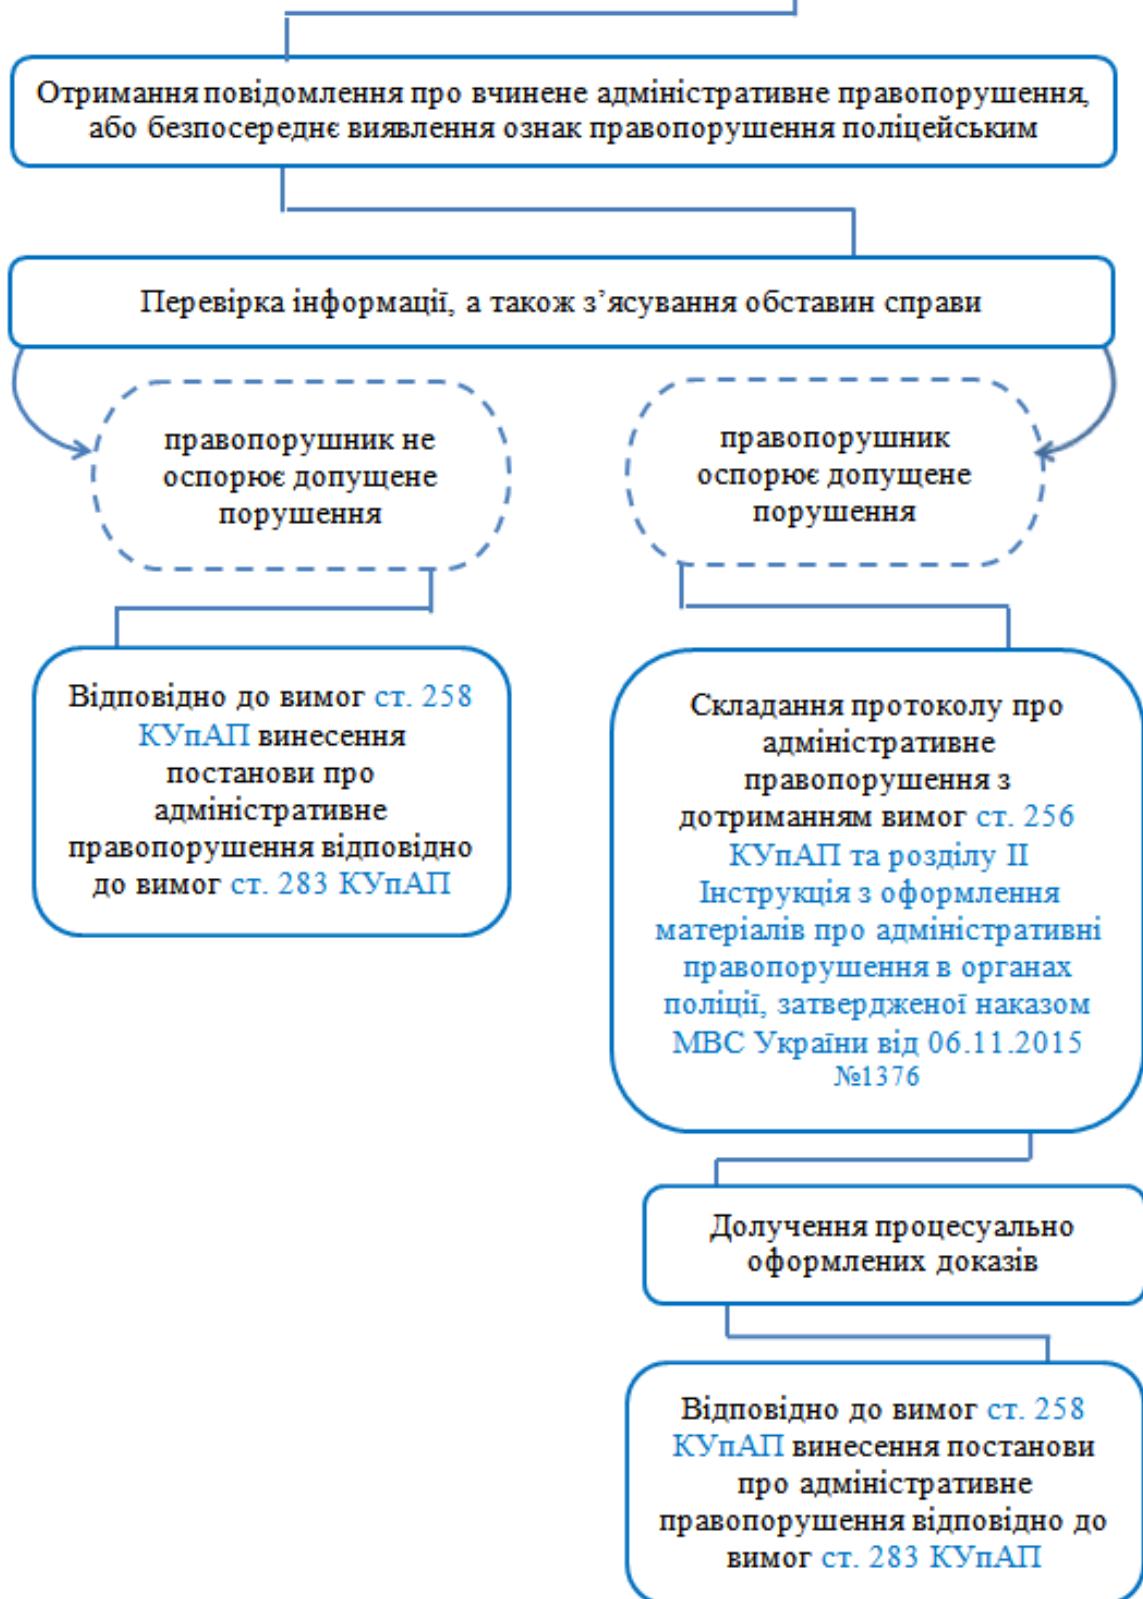 Отримання повідомлення про вчинене адміністративне правопорушення,
або безпосереднє виявлення ознак правопорушення поліцейським
Перевірка інформації, а також з’ясування обставин справи
правопорушник не
оспорює допущене
порушення
правопорушник
оспорює допущене
порушення
Відповідно до вимог ст. 258
КУпАП винесення
постанови про
адміністративне
правопорушення відповідно
до вимог ст. 283 КУпАП
Складання протоколу про
адміністративне
правопорушення з
дотриманням вимог ст. 256
КУпАП та розділу II
Інструкція з оформлення
матеріалів про адміністративні
правопорушення в органах
поліції, затвердженої наказом
МВС України від 06.11.2015
№1376
Долучення процесуально
оформлених доказів
Відповідно до вимог ст. 258
КУпАП винесення постанови
про адміністративне
правопорушення відповідно до
вимог ст. 283 КУпАП